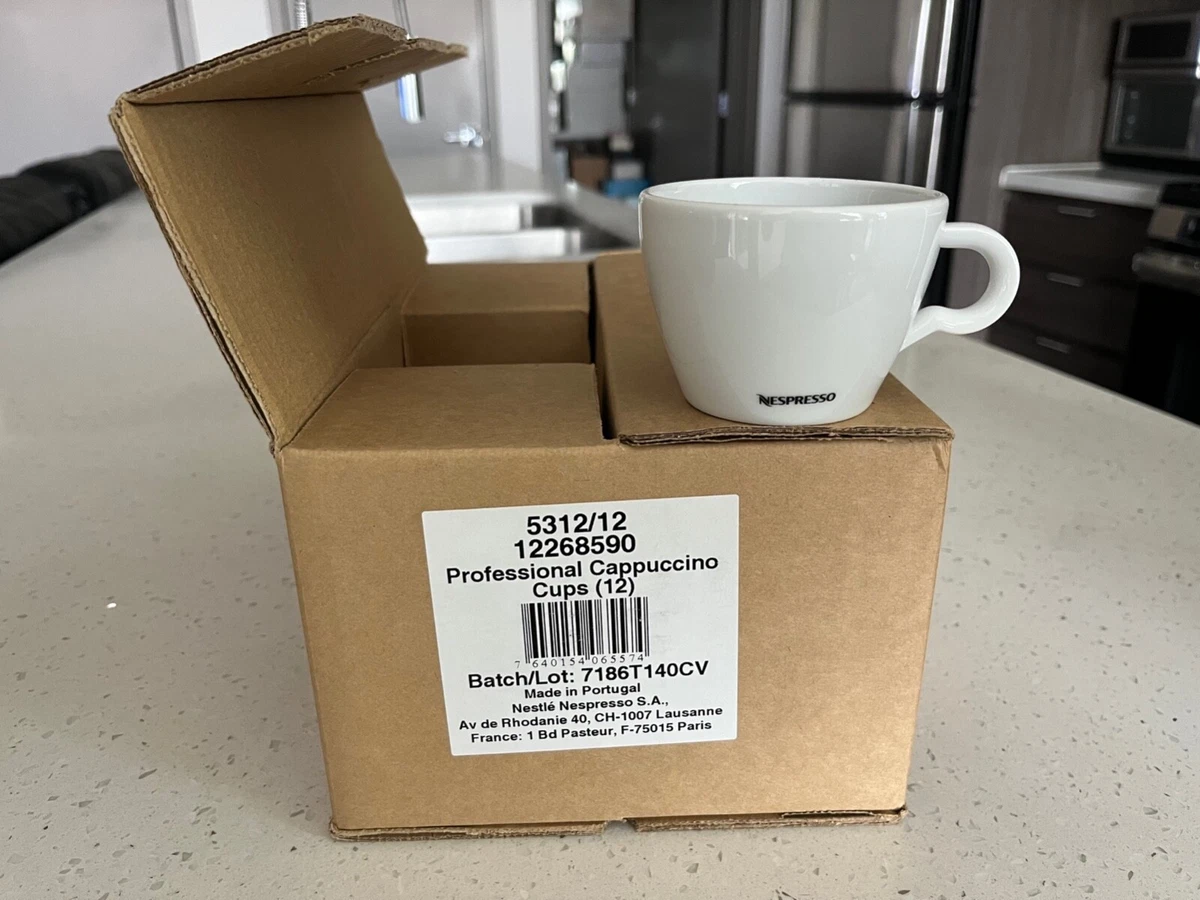 NESPRESSO
5312/12
12268590
Professional Cappuccino
Cups (12)
7 640154 065574
Batch/Lot: 7186T140CV
Made in Portugal
Nestlé Nespresso S.A.,
Av de Rhodanie 40, CH-1007 Lausanne
France: 1 Bd Pasteur, F-75015 Paris